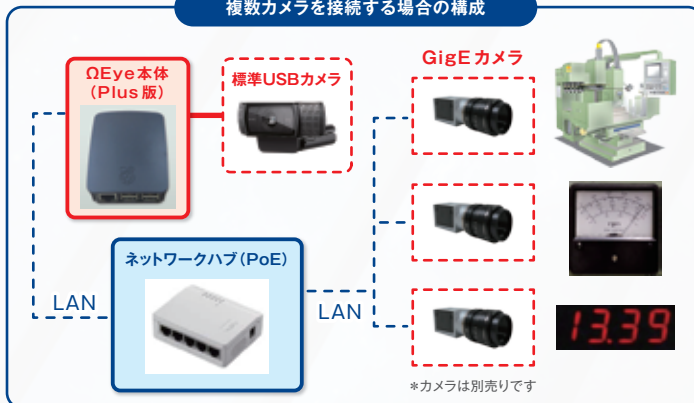 複数カメラを接続する場合の構成
ΩEye本体
(Plus版)
標準USBカメラ
GigEカメラ
ネットワークハブ(PoE)
LAN
LAN
13.39
*カメラは別売りです